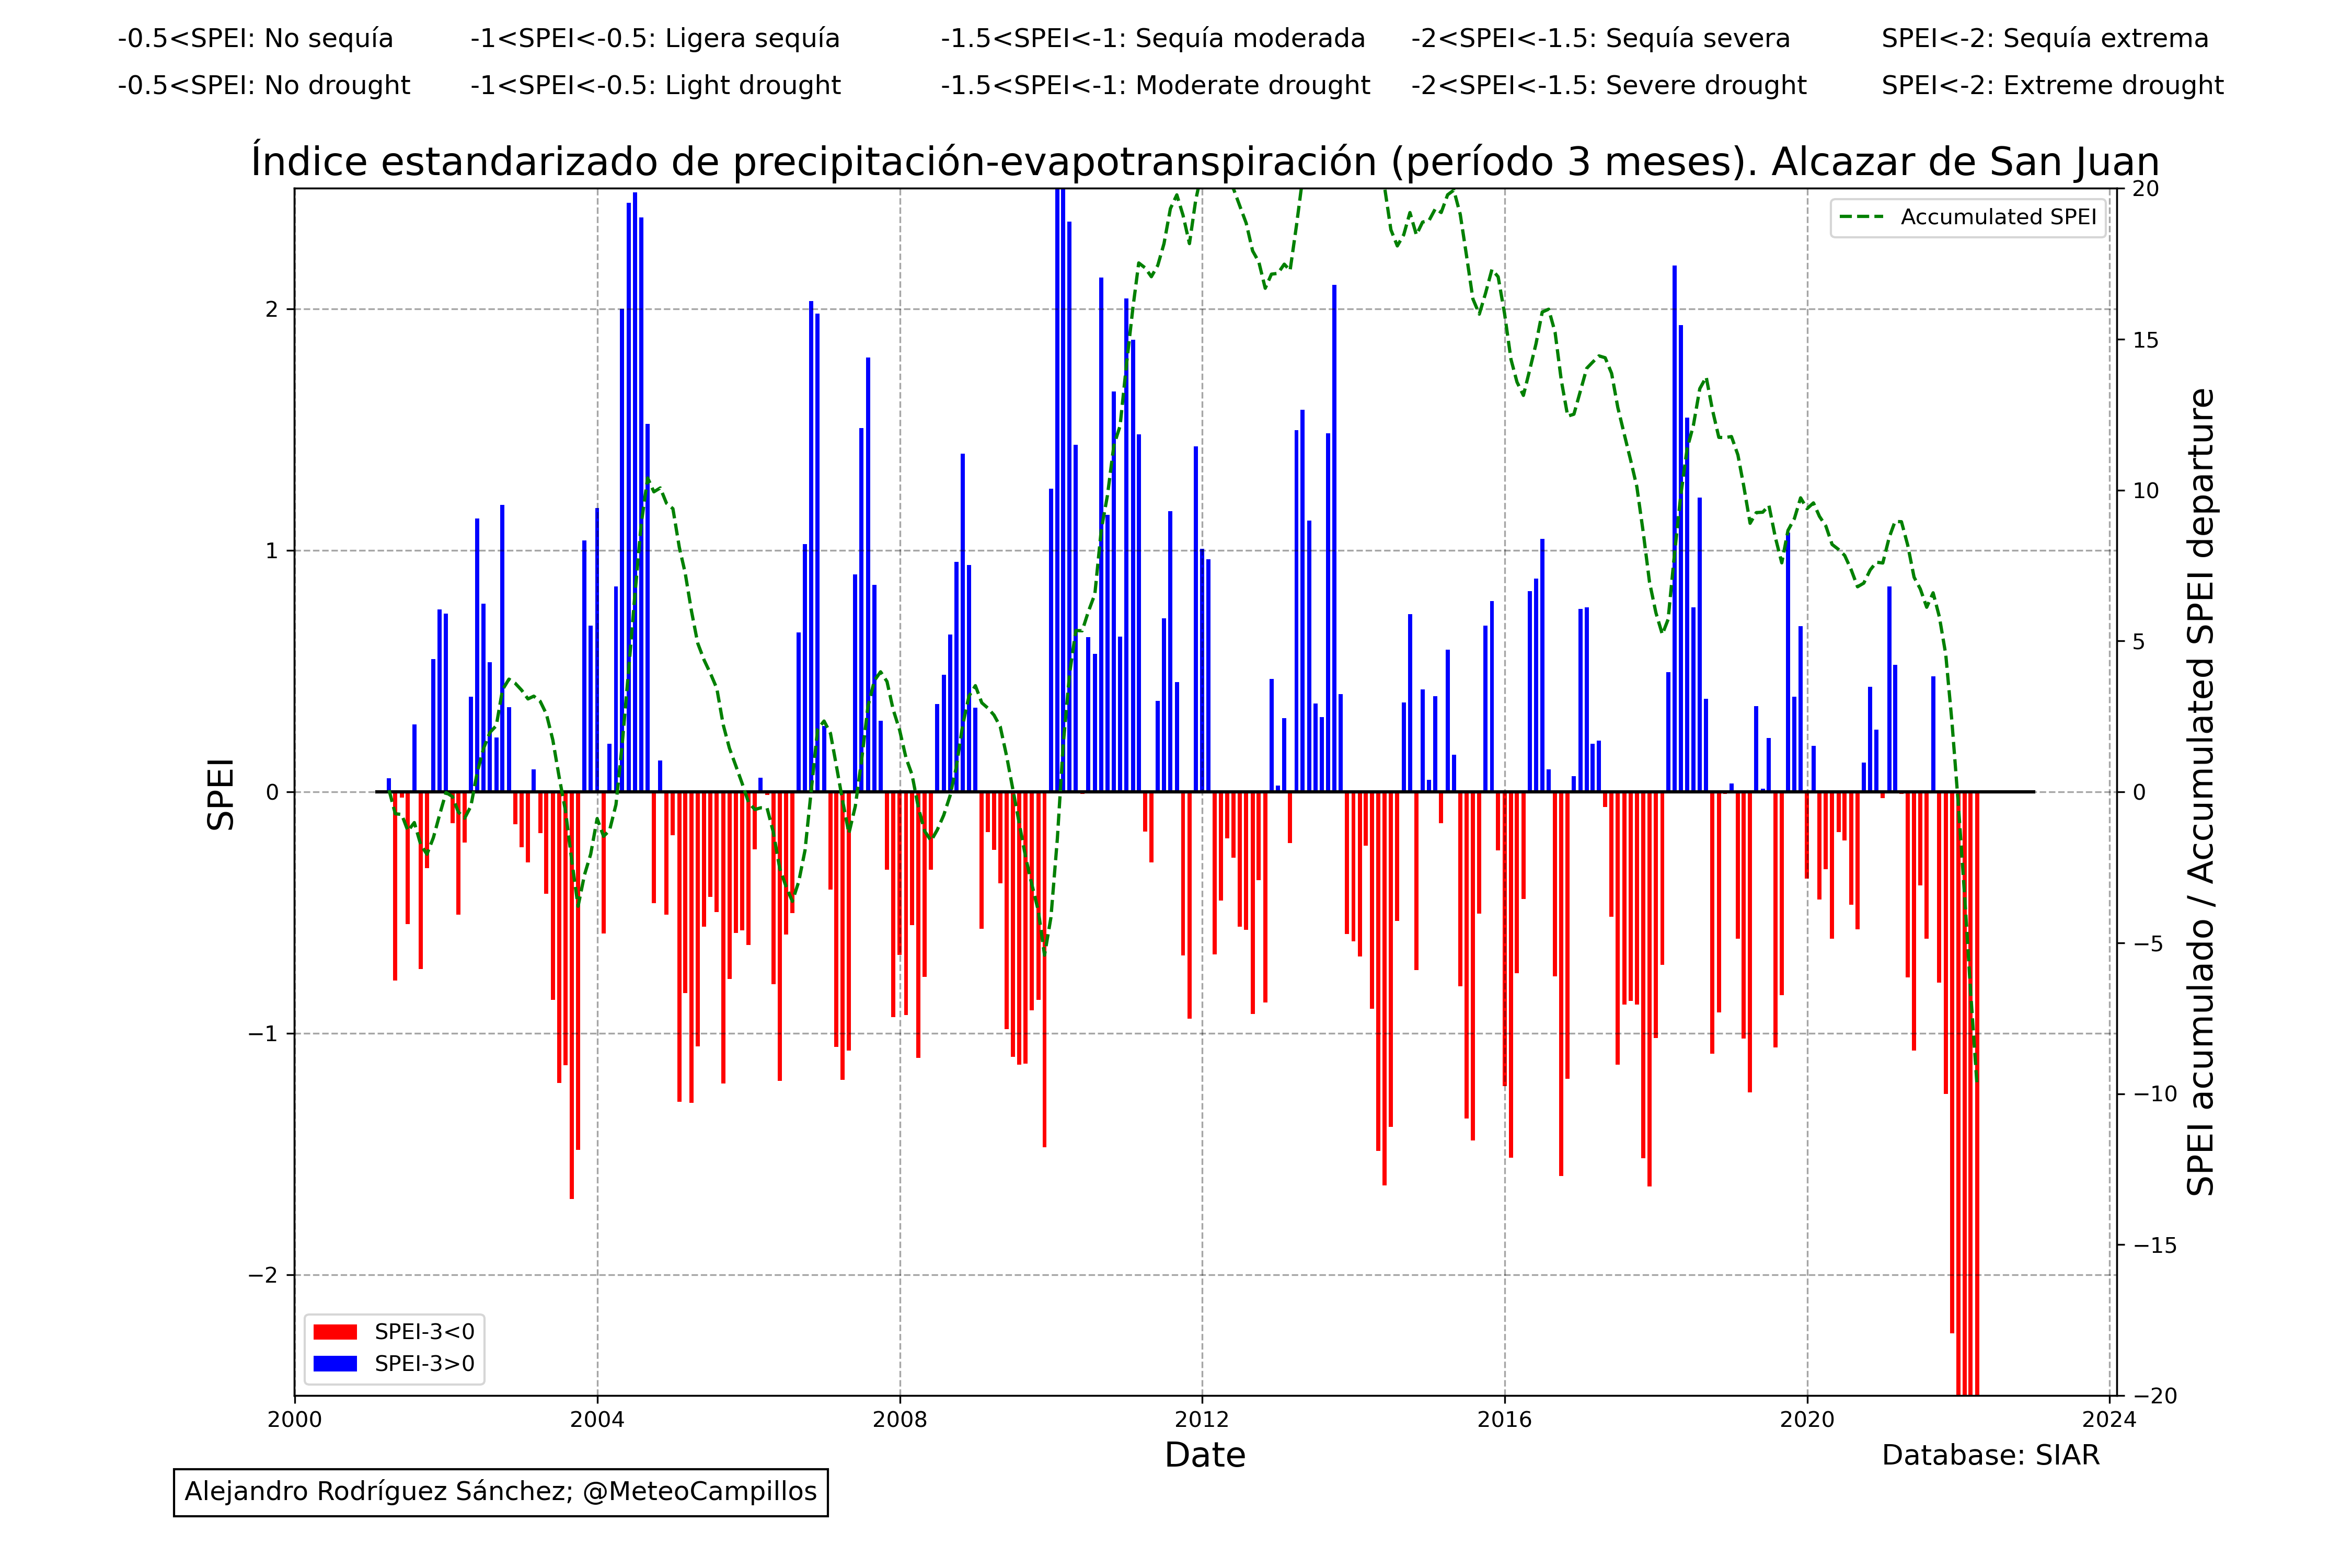 -0.5<SPEI: No sequía -1<SPEI<-0.5: Ligera sequía -1.5<SPEI<-1: Sequía moderada -2<SPEI<-1.5: Sequía severa SPEI<-2: Sequía extrema
-0.5<SPEI: No drought -1<SPEI<-0.5: Light drought -1.5<SPEI<-1: Moderate drought -2<SPEI<-1.5: Severe drought SPEI<-2: Extreme drought
Índice estandarizado de precipitación-evapotranspiración (período 3 meses). Alcazar de San Juan
Accumulated SPEI
SPEI
2
1
0
−1
−2
20
15
10
5
0
−5
−10
−15
−20
SPEI acumulado / Accumulated SPEI departure
SPEI-3<0
SPEI-3>0
2000 2004 2008 2012 2016 2020 2024
Date
Database: SIAR
Alejandro Rodríguez Sánchez; @MeteoCampillos